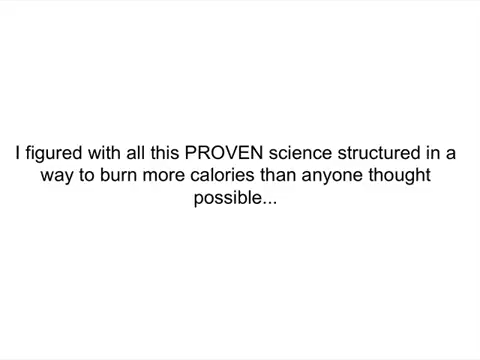 I figured with all this PROVEN science structured in a
way to burn more calories than anyone thought
possible...